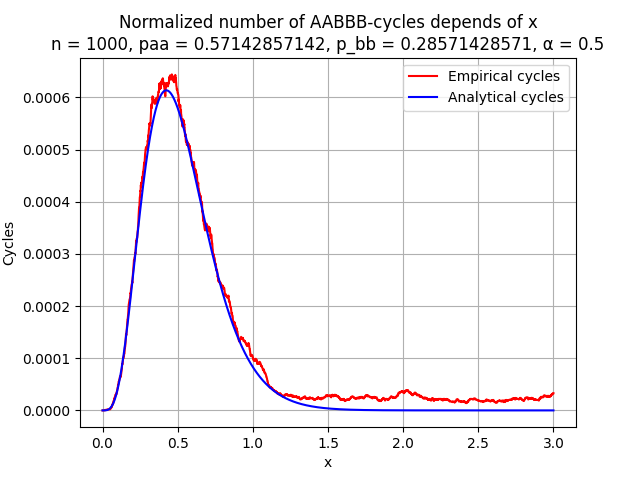 Normalized number of AABBB-cycles depends of x
n = 1000, paa = 0.57142857142, p_bb = 0.28571428571, α = 0.5
Empirical cycles
Analytical cycles
Cycles
0.0006
0.0005
0.0004
0.0003
0.0002
0.0001
0.0000
0.0 0.5 1.0 1.5 2.0 2.5 3.0
x